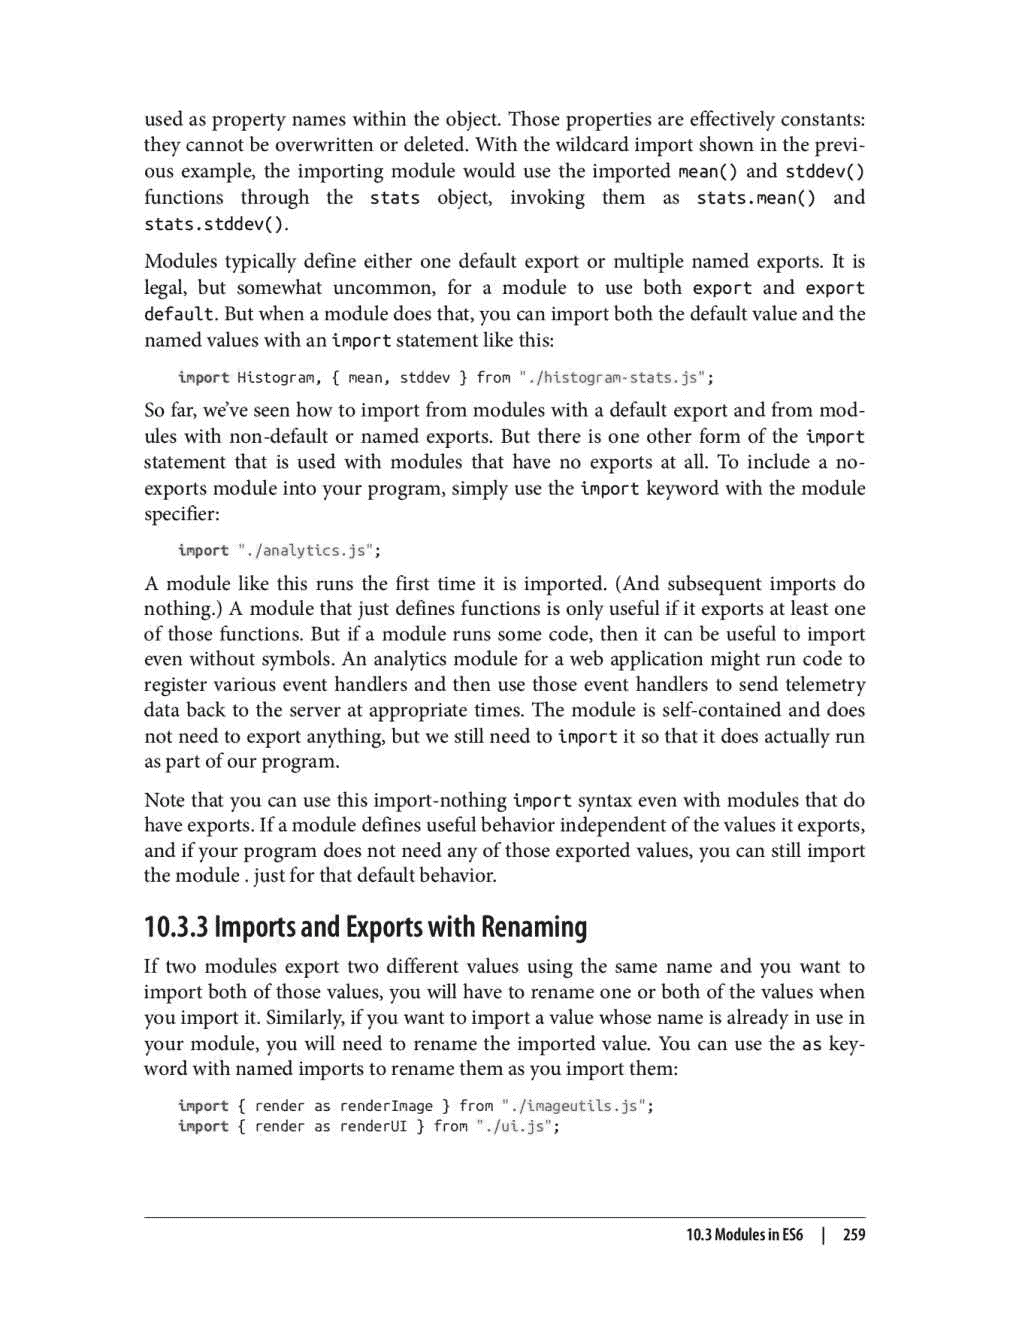 used as property names within the object. Those properties are effectively constants:
they cannot be overwritten or deleted. With the wildcard import shown in the previ-
ous example, the importing module would use the imported mean() and stddev()
functions through the stats object, invoking them as stats.mean() and
stats.stddev().
Modules typically define either one default export or multiple named exports. It is
legal, but somewhat uncommon, for a module to use both export and export
default. But when a module does that, you can import both the default value and the
named values with an import statement like this:
import Histogram, { mean, stddev } from "./histogram-stats.js";
So far, we've seen how to import from modules with a default export and from mod-
ules with non-default or named exports. But there is one other form of the import
statement that is used with modules that have no exports at all. To include a no-
exports module into your program, simply use the import keyword with the module
specifier:
import "./analytics.js";
A module like this runs the first time it is imported. (And subsequent imports do
nothing.) A module that just defines functions is only useful if it exports at least one
of those functions. But if a module runs some code, then it can be useful to import
even without symbols. An analytics module for a web application might run code to
register various event handlers and then use those event handlers to send telemetry
data back to the server at appropriate times. The module is self-contained and does
not need to export anything, but we still need to import it so that it does actually run
as part of our program.
Note that you can use this import-nothing import syntax even with modules that do
have exports. If a module defines useful behavior independent of the values it exports,
and if your program does not need any of those exported values, you can still import
the module . just for that default behavior.
10.3.3 Imports and Exports with Renaming
If two modules export two different values using the same name and you want to
import both of those values, you will have to rename one or both of the values when
you import it. Similarly, if you want to import a value whose name is already in use in
your module, you will need to rename the imported value. You can use the as key-
word with named imports to rename them as you import them:
import { render as renderImage } from "./imageutils.js";
import { render as renderUI } from "./ui.js";
10.3 Modules in ES6 | 259